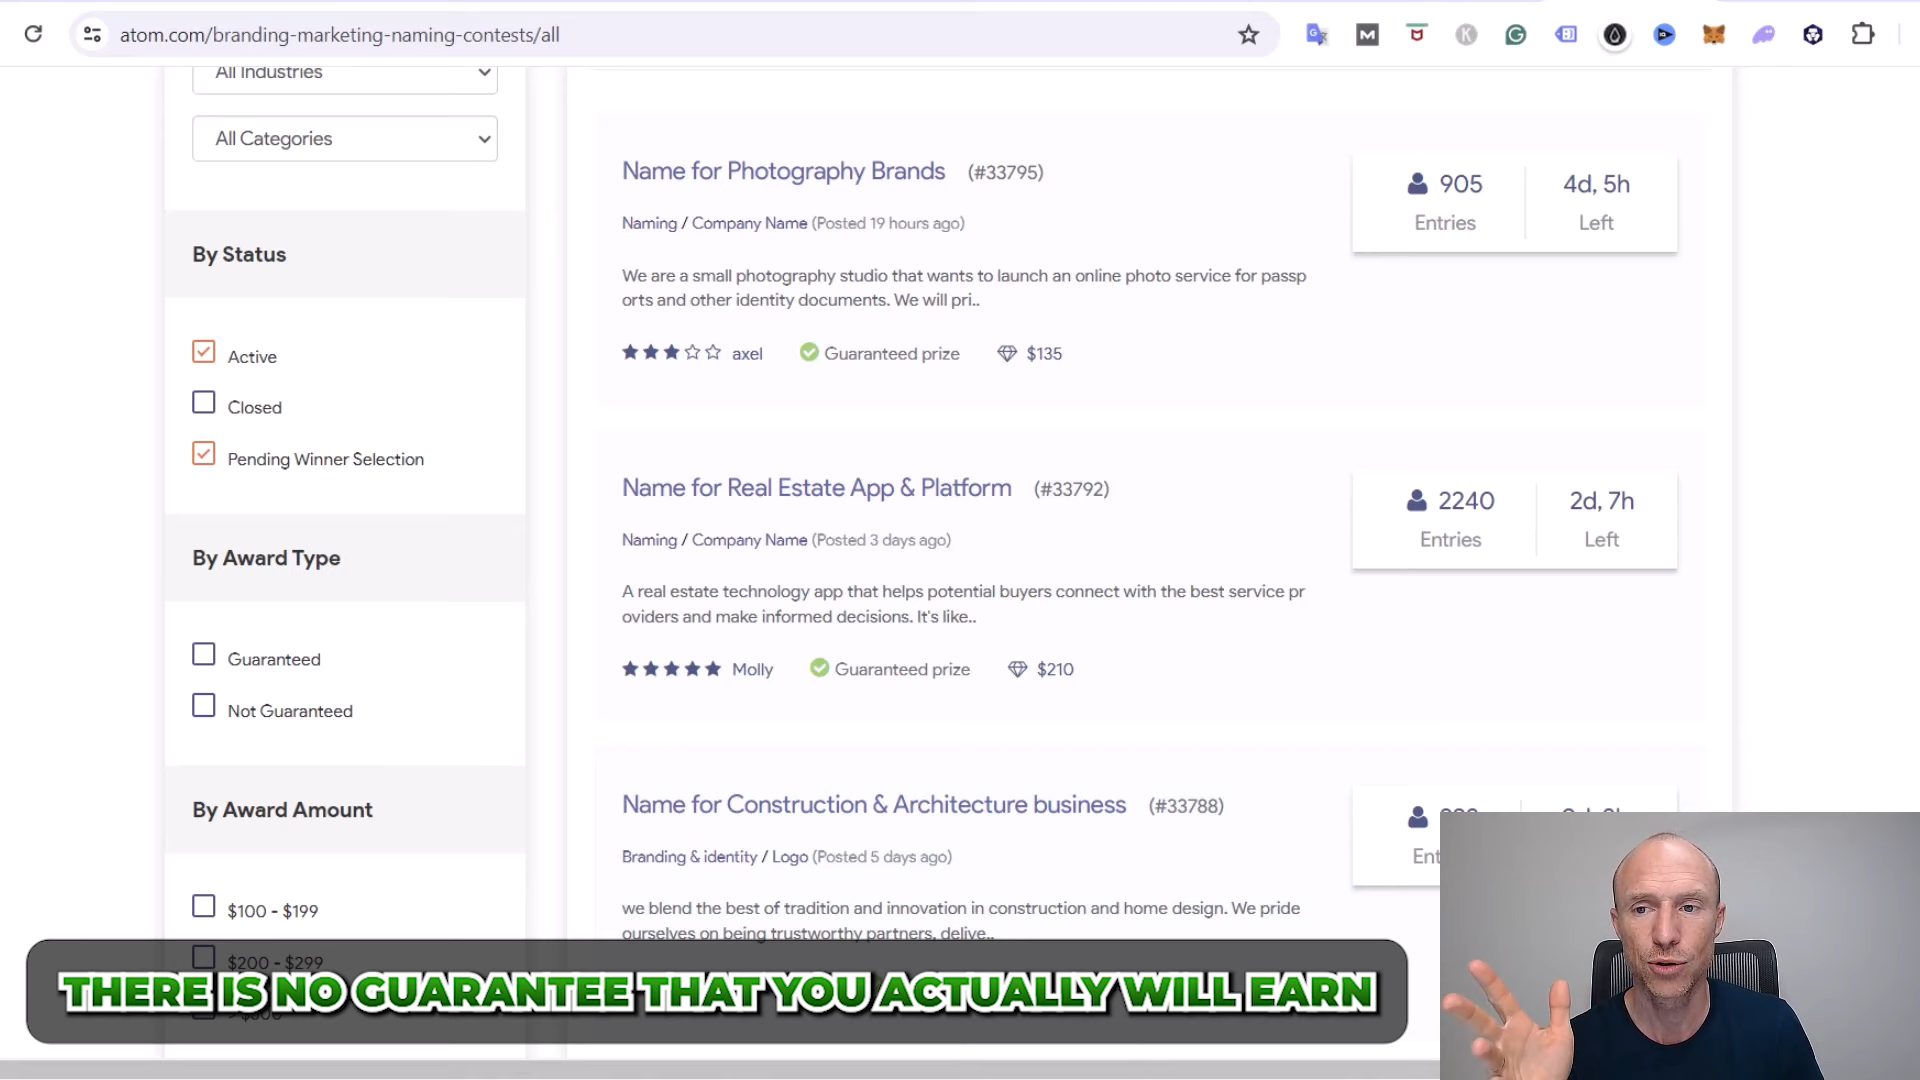 atom.com/branding-marketing-naming-contests/all
All Industries
All Categories
By Status
Active
Closed
Pending Winner Selection
By Award Type
Guaranteed
Not Guaranteed
By Award Amount
$100 - $199
$200 - $299
Name for Photography Brands (#33795)
Naming / Company Name (Posted 19 hours ago)
We are a small photography studio that wants to launch an online photo service for passp
orts and other identity documents. We will pri..
axel Guaranteed prize $135
905 4d, 5h
Entries Left
Name for Real Estate App & Platform (#33792)
Naming / Company Name (Posted 3 days ago)
A real estate technology app that helps potential buyers connect with the best service pr
oviders and make informed decisions. It's like..
Molly Guaranteed prize $210
2240 2d, 7h
Entries Left
Name for Construction & Architecture business (#33788)
Branding & identity / Logo (Posted 5 days ago)
we blend the best of tradition and innovation in construction and home design. We pride
ourselves on being trustworthy partners, delive..
THERE IS NO GUARANTEE THAT YOU ACTUALLY WILL EARN